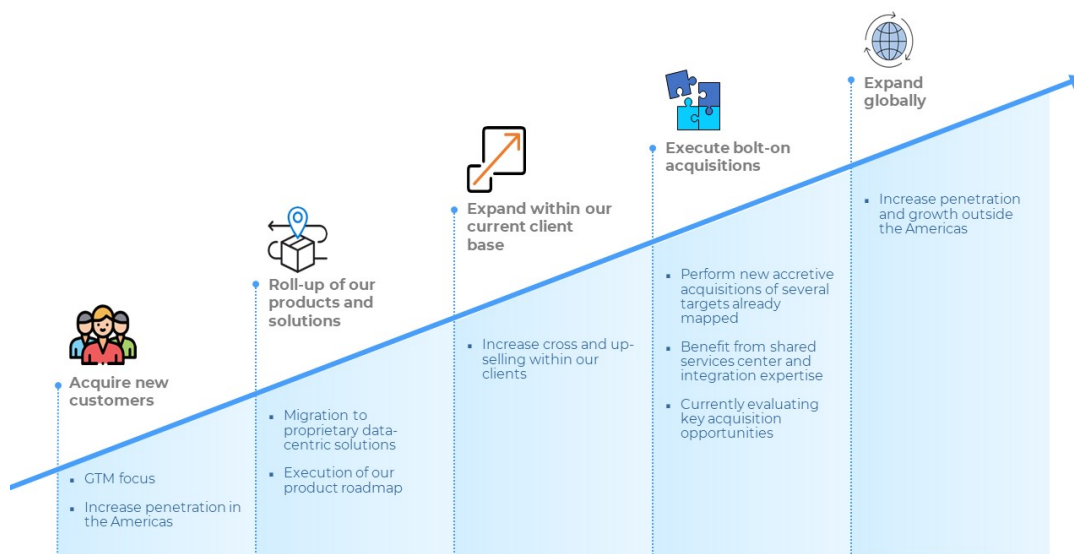 Acquire new
customers
▪ GTM focus
▪ Increase penetration in
the Americas
Roll-up of our
products and
solutions
▪ Migration to
proprietary data-
centric solutions
▪ Execution of our
product roadmap
Expand within our
current client
base
▪ Increase cross and up-
selling within our
clients
Execute bolt-on
acquisitions
▪ Perform new accretive
acquisitions of several
targets already
mapped
▪ Benefit from shared
services center and
integration expertise
▪ Currently evaluating
key acquisition
opportunities
Expand
globally
▪ Increase penetration
and growth outside
the Americas